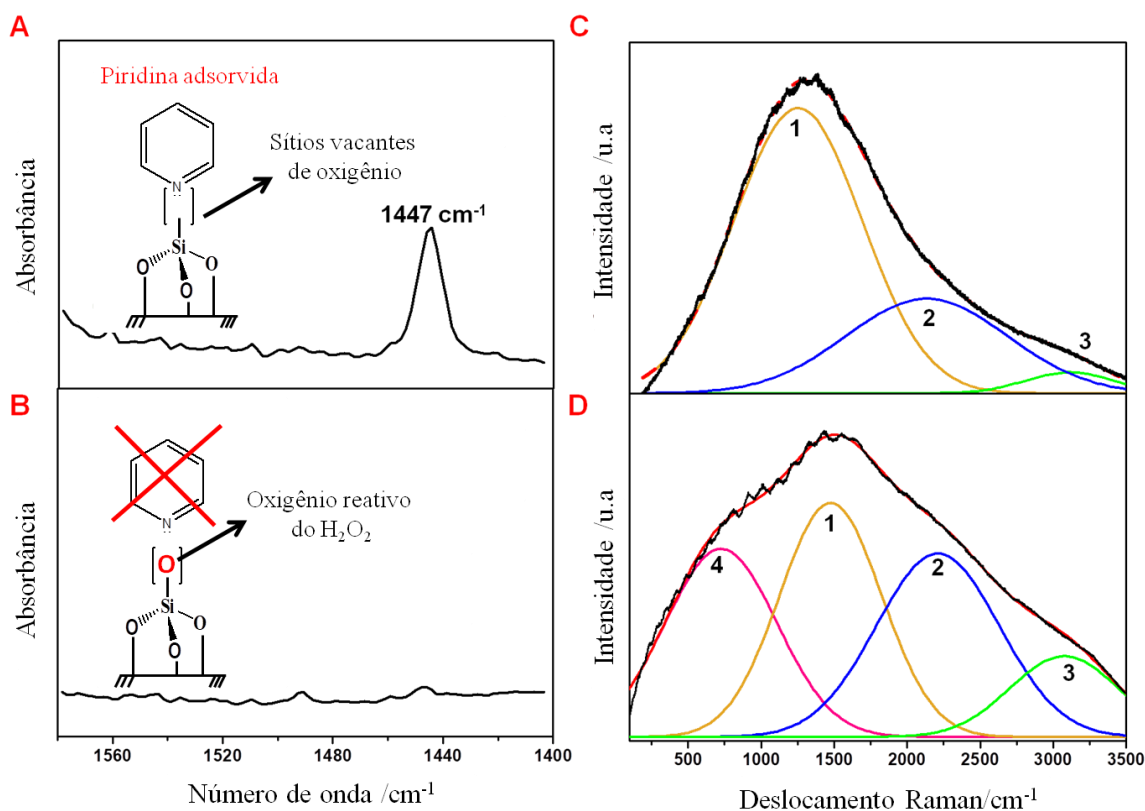 A
Piridina adsorvida
N
Sítios vacantes
de oxigênio
Si
O
O
O
1447 cm⁻¹
Absorbância
B
N
Oxigênio reativo
do H₂O₂
O
Si
O
O
O
Absorbância
1560
1520
1480
1440
1400
Número de onda /cm⁻¹
C
1
2
3
Intensidade /u.a
D
4
1
2
3
Intensidade /u.a
500
1000
1500
2000
2500
3000
3500
Deslocamento Raman/cm⁻¹